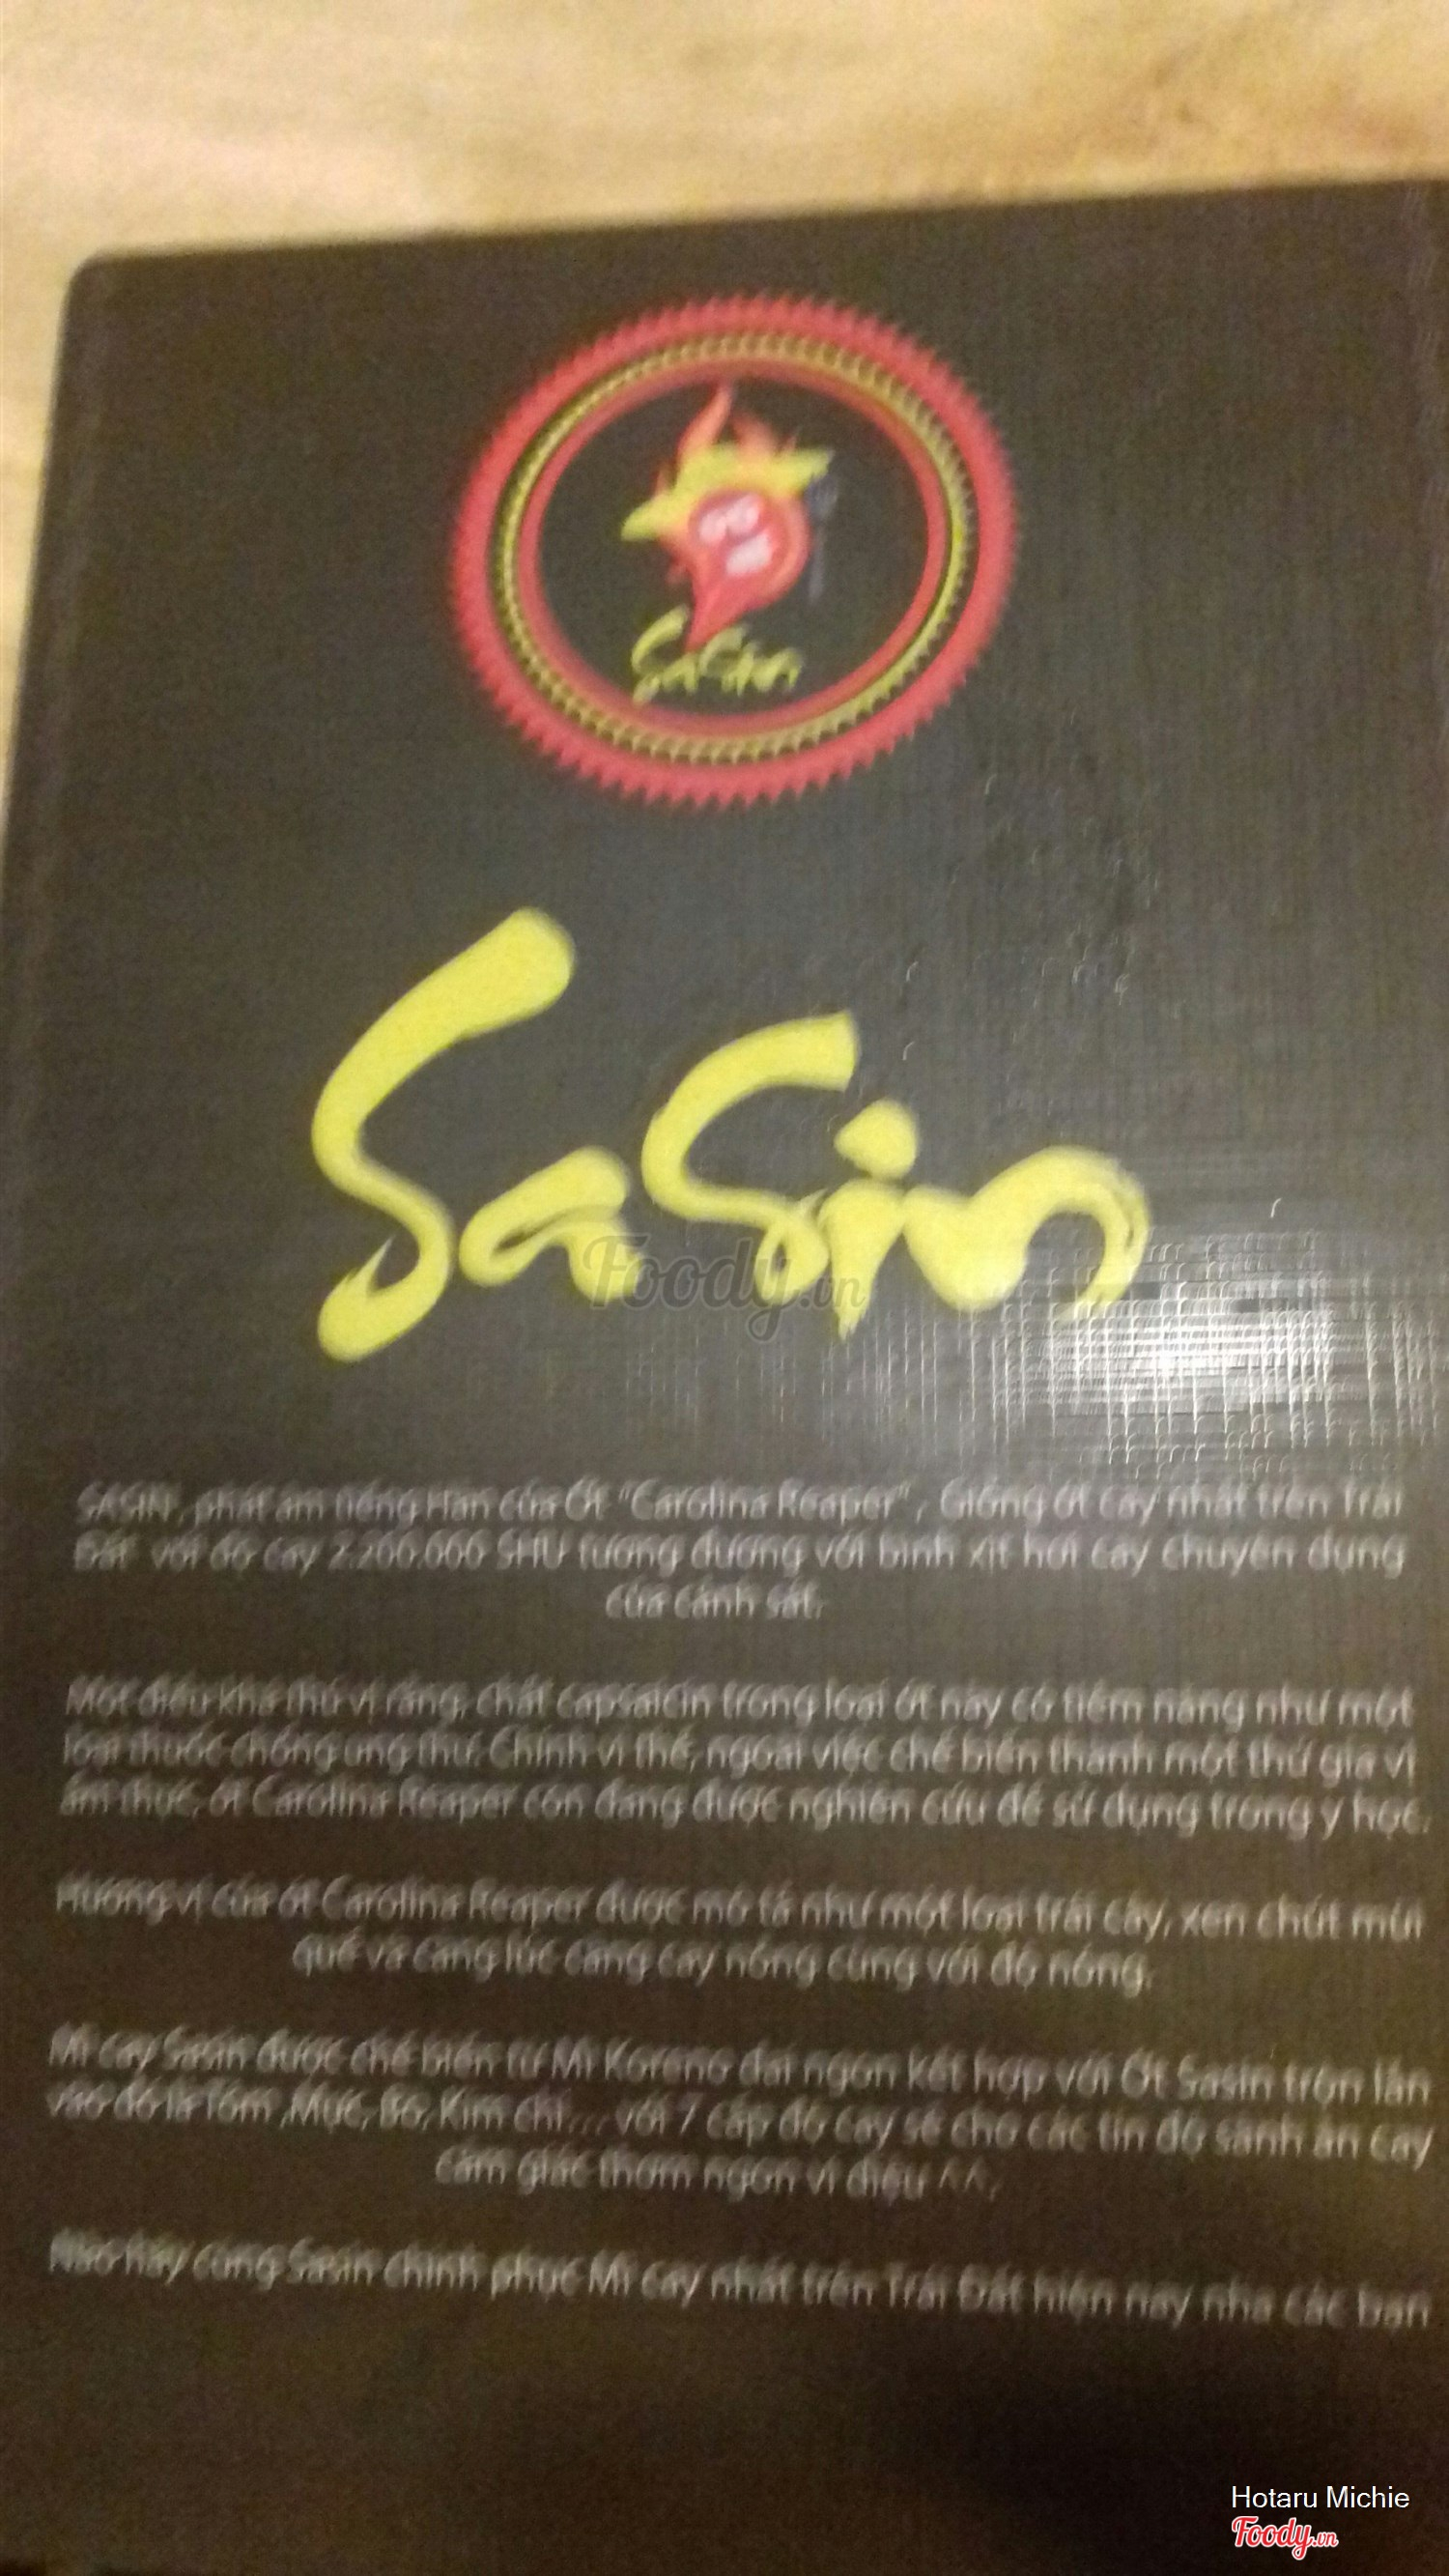 SaSin
SaSin
Foody.vn
SASIN, phát âm tiếng Hàn của Ớt "Carolina Reaper", Giống ớt cay nhất trên Trái
Đất với độ cay 2.200.000 SHU tương đương với bình xịt hơi cay chuyên dụng
của cảnh sát.
Một điều khá thú vị rằng, chất capsaicin trong loại ớt này có tiềm năng như một
loại thuốc chống ung thư. Chính vì thế, ngoài việc chế biến thành một thứ gia vị
ẩm thực, ớt Carolina Reaper còn đang được nghiên cứu để sử dụng trong y học.
Hương vị của ớt Carolina Reaper được mô tả như một loại trái cây, xen chút mùi
quế và càng lúc càng cay nóng cùng với độ nóng.
Mì cay Sasin được chế biến từ Mì Koreno dai ngon kết hợp với Ớt Sasin trộn lẫn
vào đó là Tôm ,Mực, Bò, Kim chi... với 7 cấp độ cay sẽ cho các tín đồ sành ăn cay
cảm giác thơm ngon vi diệu ^^.
Nào hãy cùng Sasin chinh phục Mì cay nhất trên Trái Đất hiện nay nha các bạn
Hotaru Michie
Foody.vn